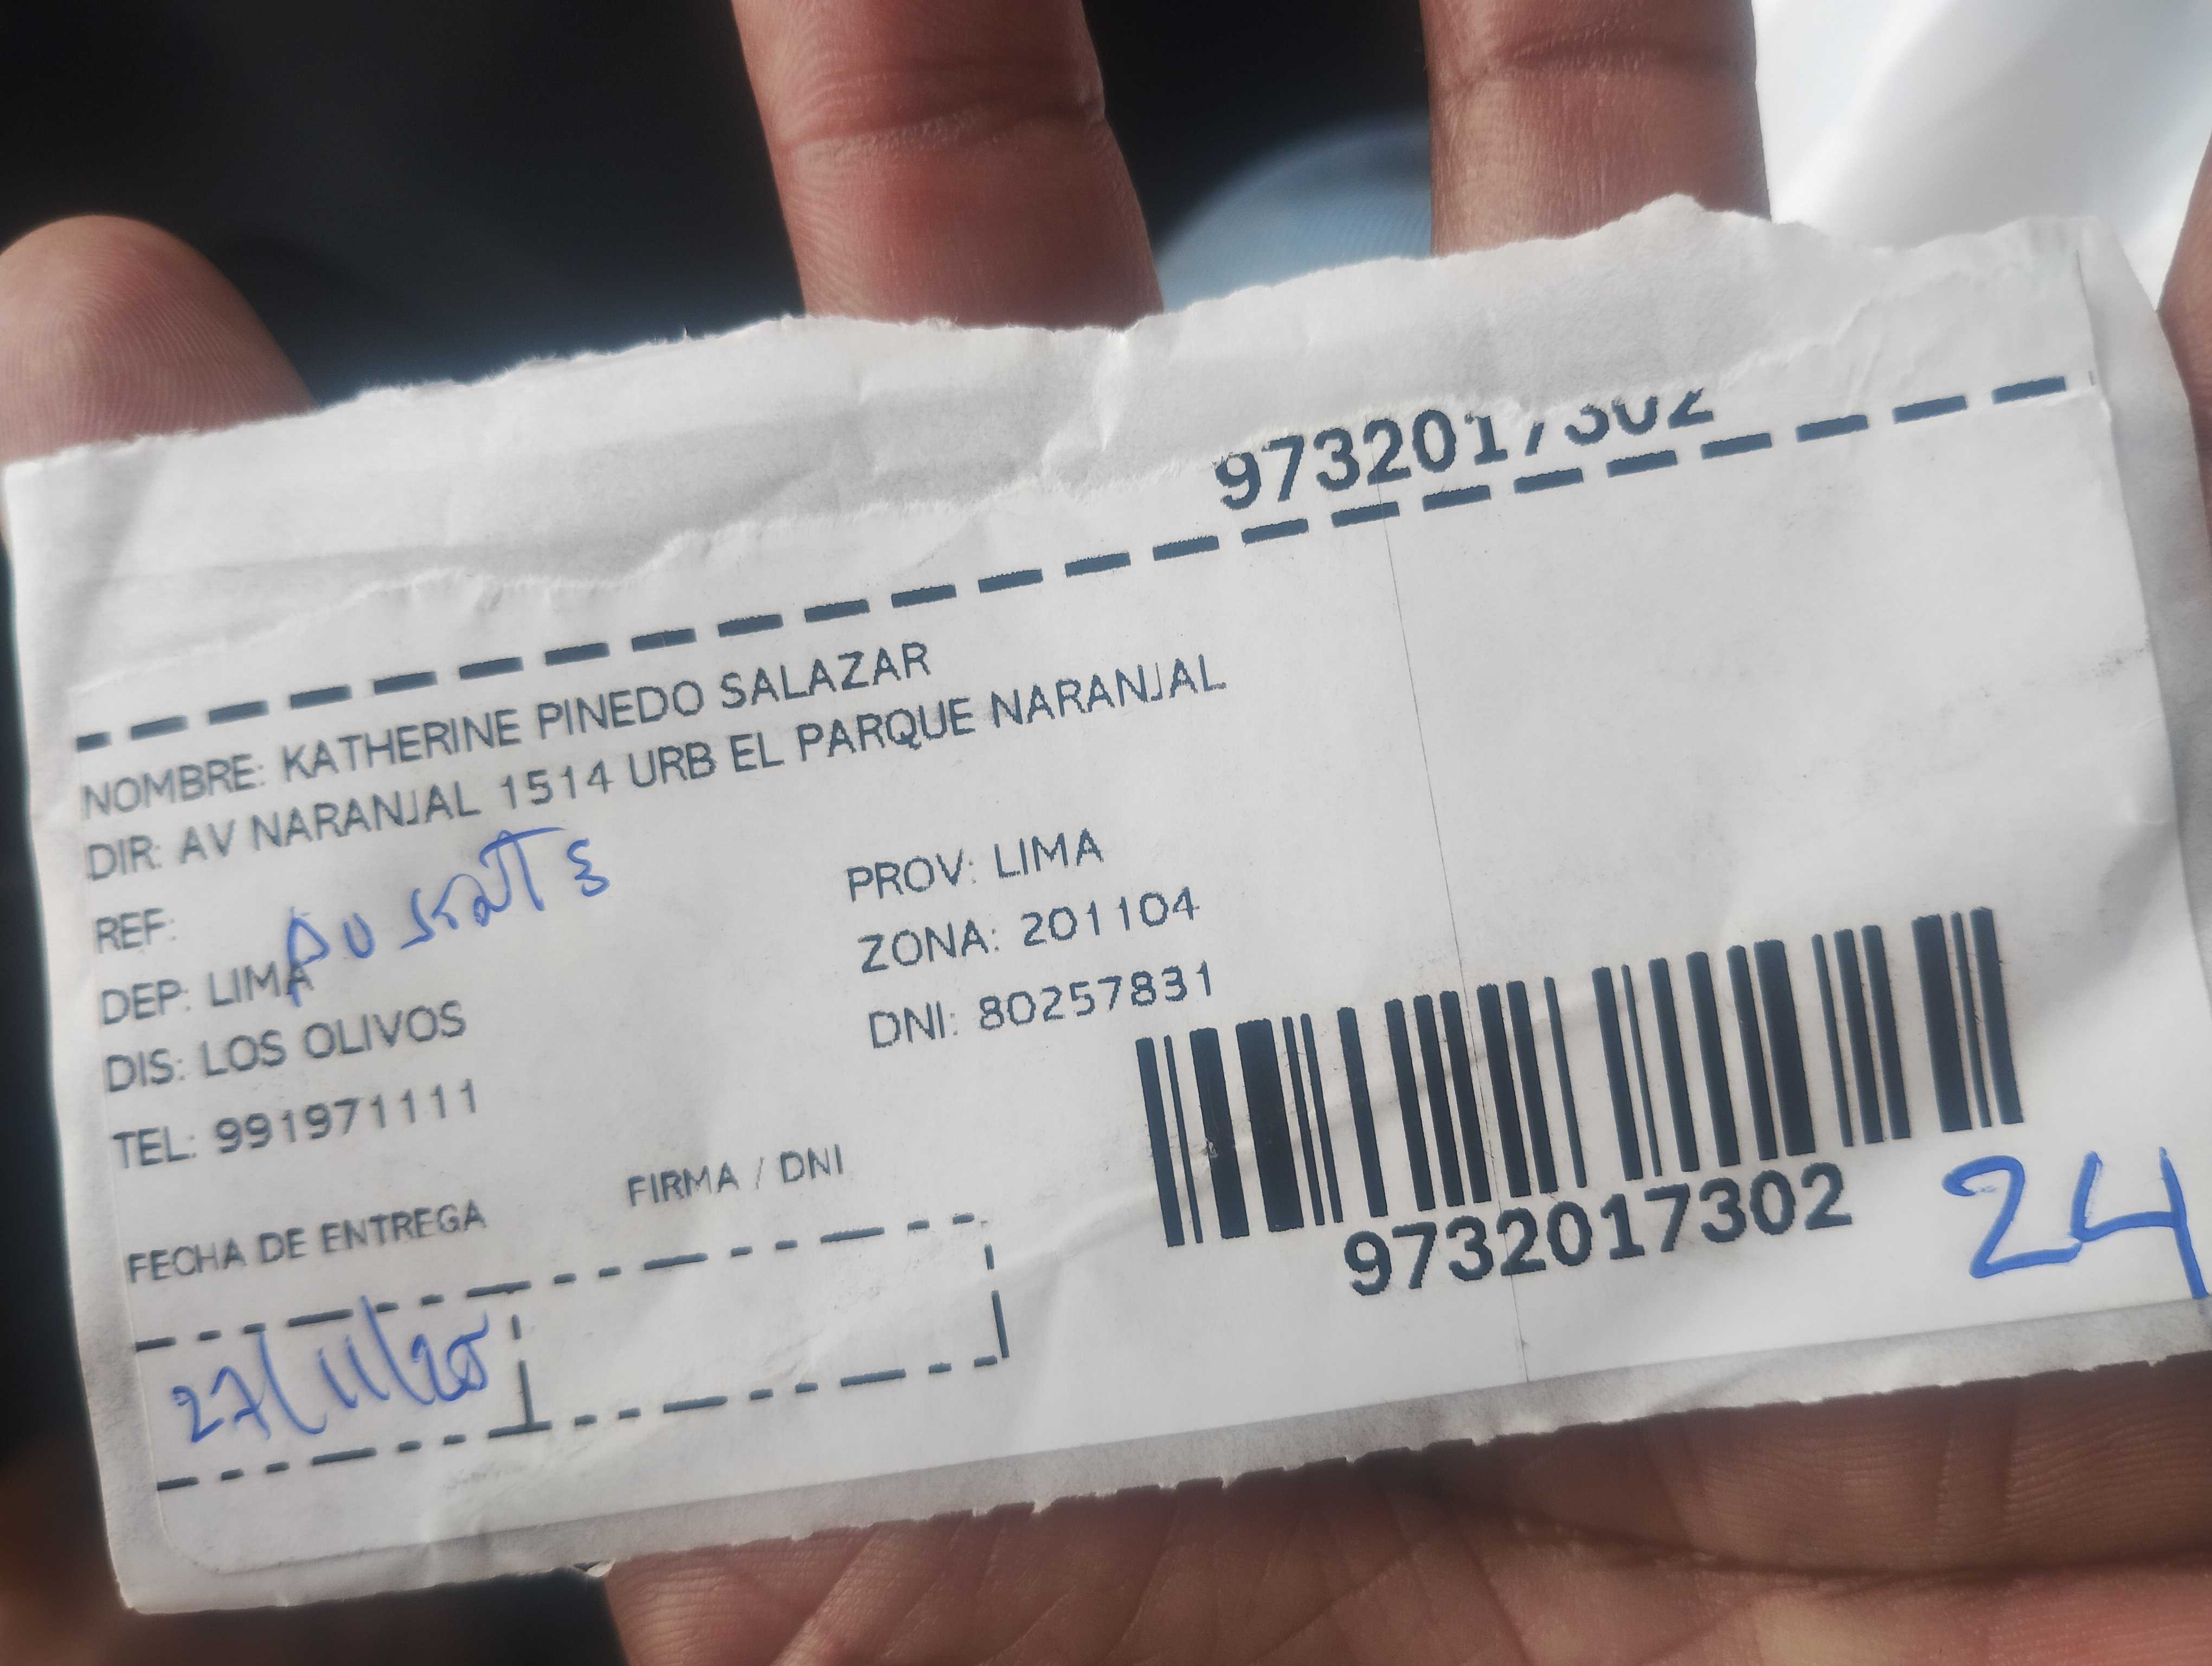 9732017302
NOMBRE: KATHERINE PINEDO SALAZAR
DIR: AV NARANJAL 1514 URB EL PARQUE NARANJAL
REF:
DEP: LIMA
PROV: LIMA
DIS: LOS OLIVOS
ZONA: 201104
TEL: 991971111
DNI: 80257831
FECHA DE ENTREGA
FIRMA / DNI
27/11/25
9732017302
24